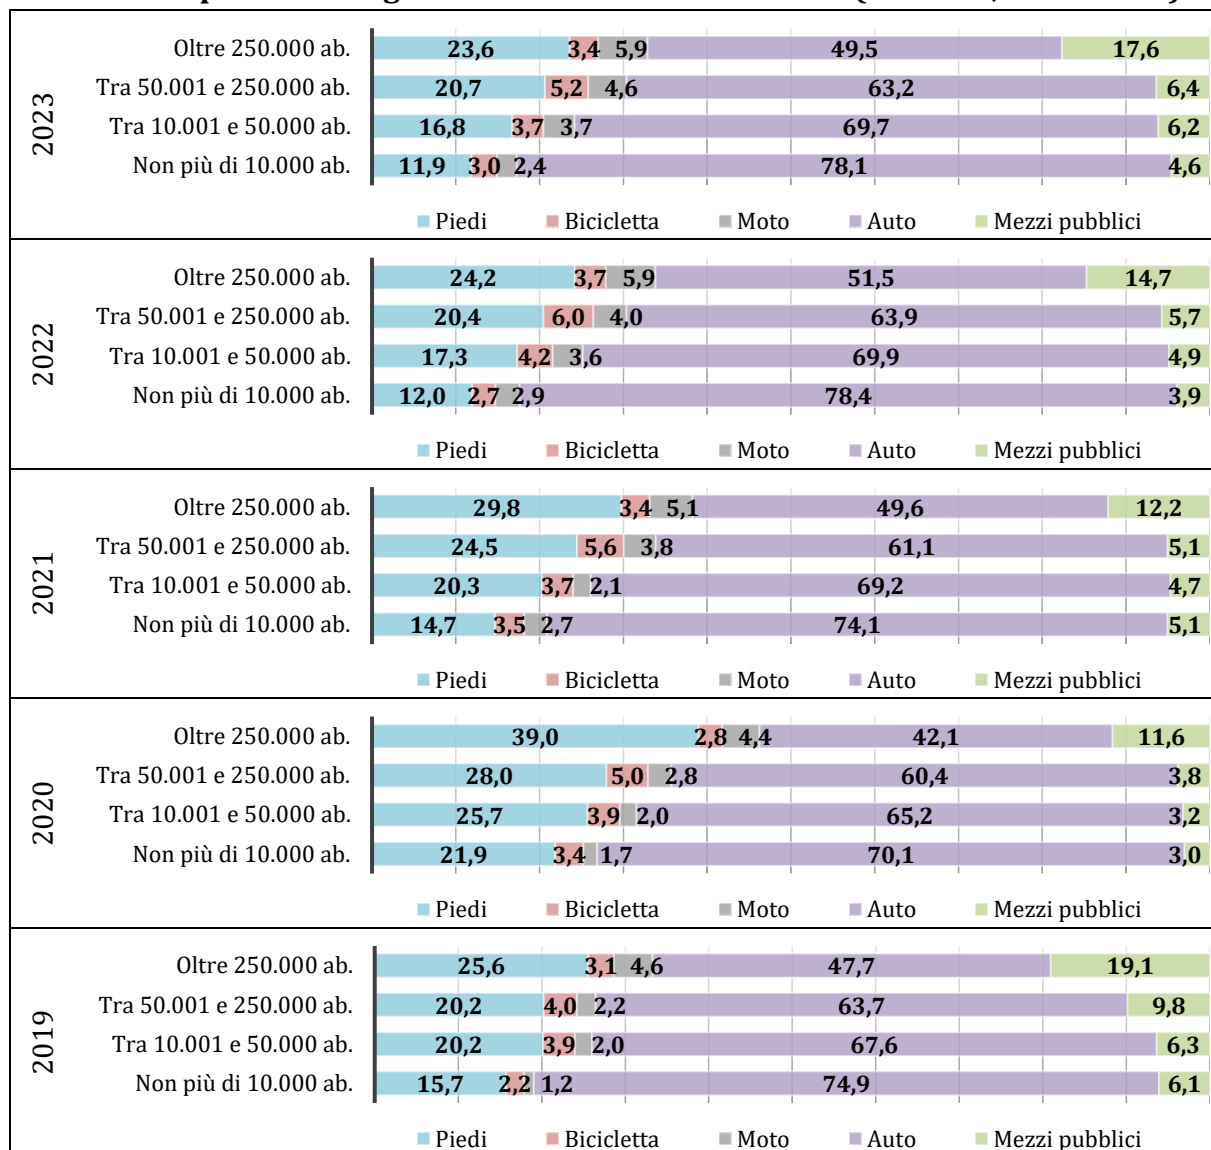 2023
Oltre 250.000 ab. 23,6 3,4 5,9 49,5 17,6
Tra 50.001 e 250.000 ab. 20,7 5,2 4,6 63,2 6,4
Tra 10.001 e 50.000 ab. 16,8 3,7 3,7 69,7 6,2
Non più di 10.000 ab. 11,9 3,0 2,4 78,1 4,6
Piedi Bicicletta Moto Auto Mezzi pubblici
2022
Oltre 250.000 ab. 24,2 3,7 5,9 51,5 14,7
Tra 50.001 e 250.000 ab. 20,4 6,0 4,0 63,9 5,7
Tra 10.001 e 50.000 ab. 17,3 4,2 3,6 69,9 4,9
Non più di 10.000 ab. 12,0 2,7 2,9 78,4 3,9
Piedi Bicicletta Moto Auto Mezzi pubblici
2021
Oltre 250.000 ab. 29,8 3,4 5,1 49,6 12,2
Tra 50.001 e 250.000 ab. 24,5 5,6 3,8 61,1 5,1
Tra 10.001 e 50.000 ab. 20,3 3,7 2,1 69,2 4,7
Non più di 10.000 ab. 14,7 3,5 2,7 74,1 5,1
Piedi Bicicletta Moto Auto Mezzi pubblici
2020
Oltre 250.000 ab. 39,0 2,8 4,4 42,1 11,6
Tra 50.001 e 250.000 ab. 28,0 5,0 2,8 60,4 3,8
Tra 10.001 e 50.000 ab. 25,7 3,9 2,0 65,2 3,2
Non più di 10.000 ab. 21,9 3,4 1,7 70,1 3,0
Piedi Bicicletta Moto Auto Mezzi pubblici
2019
Oltre 250.000 ab. 25,6 3,1 4,6 47,7 19,1
Tra 50.001 e 250.000 ab. 20,2 4,0 2,2 63,7 9,8
Tra 10.001 e 50.000 ab. 20,2 3,9 2,0 67,6 6,3
Non più di 10.000 ab. 15,7 2,2 1,2 74,9 6,1
Piedi Bicicletta Moto Auto Mezzi pubblici